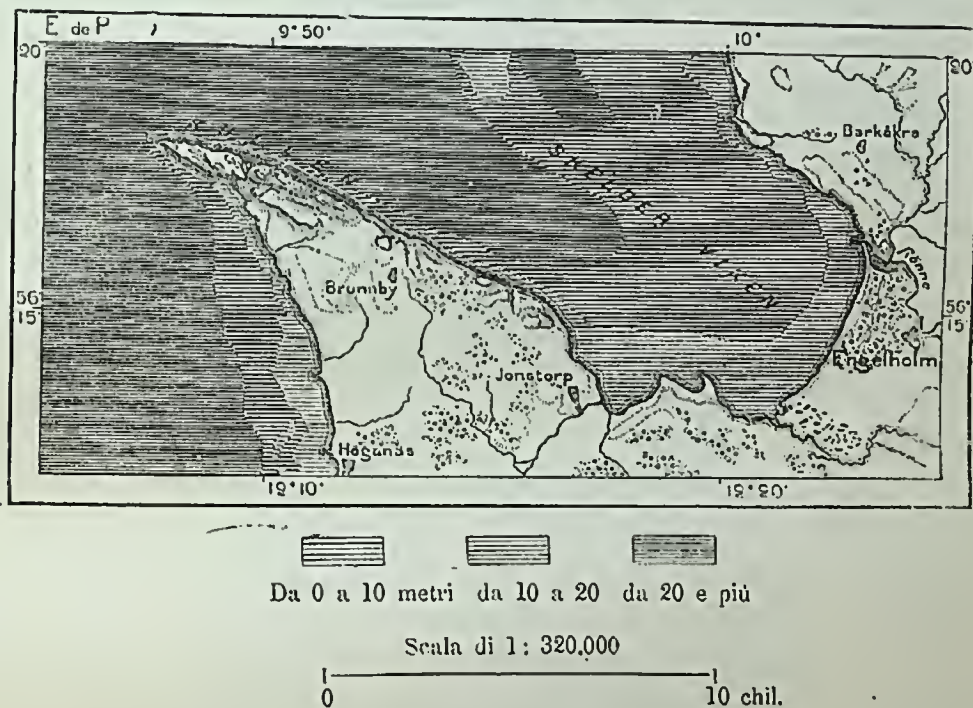 E de P
9° 50'
10°
20'
20'
Barkåkra
SKELDER
VIKEN
Rönne
56
15'
Brunnby
56
15'
Engelholm
Jonstorp
Höganäs
12° 10'
12° 20'
Da 0 a 10 metri da 10 a 20 da 20 e più
Scala di 1: 320.000
0 10 chil.